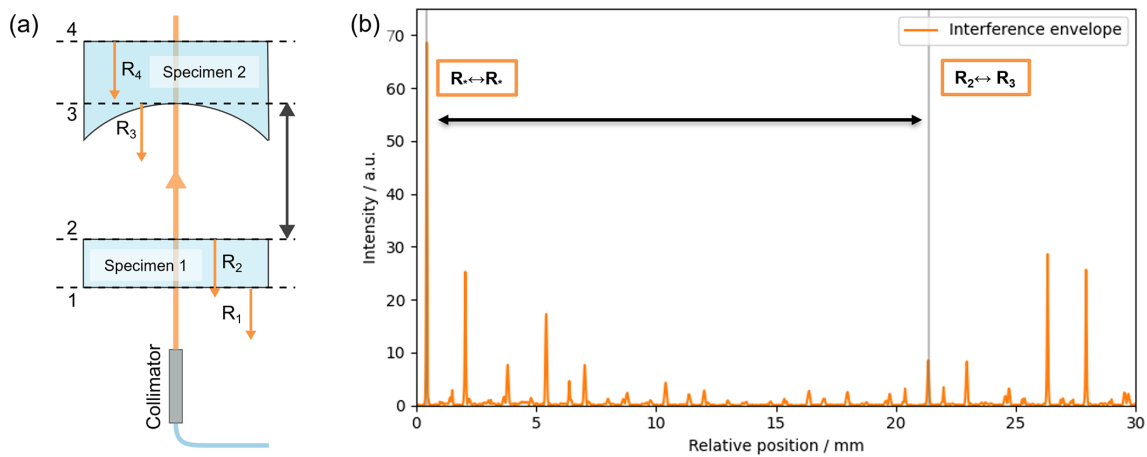 (a)
4
Specimen 2
R₄
3
R₃
2
Specimen 1
R₂
1
R₁
Collimator
(b)
Interference envelope
R*↔R*
R₂↔ R₃
Intensity / a.u.
70
60
50
40
30
20
10
0
0 5 10 15 20 25 30
Relative position / mm